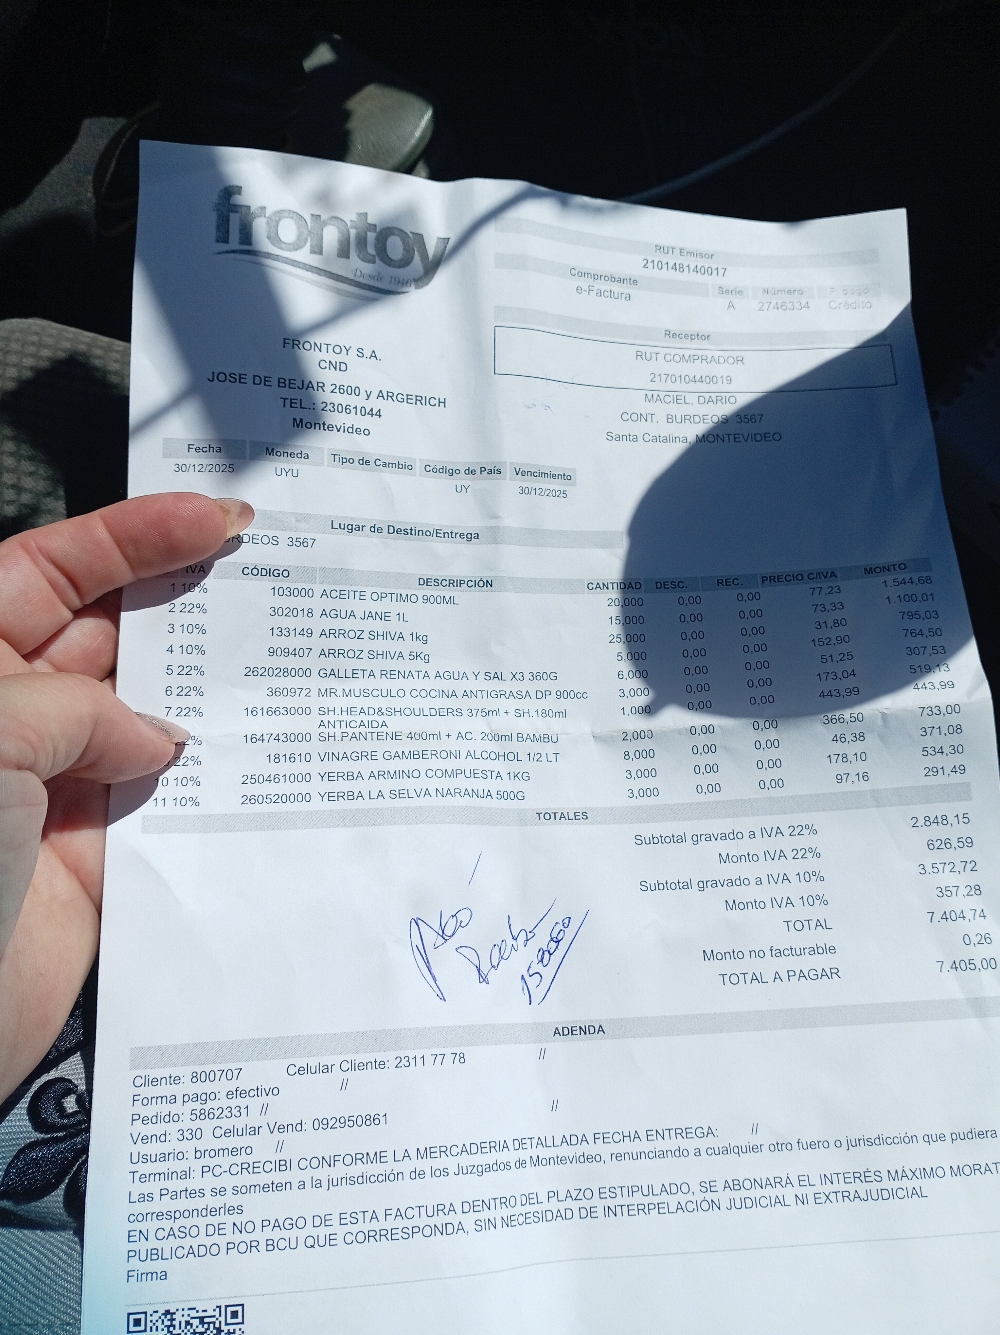 frontoy
Desde 1946
RUT Emisor
210148140017
Comprobante Serie Número F. pago
e-Factura A 2746334 Crédito
Receptor
RUT COMPRADOR
217010440019
MACIEL, DARIO
CONT. BURDEOS 3567
Santa Catalina, MONTEVIDEO
FRONTOY S.A.
CND
JOSE DE BEJAR 2600 y ARGERICH
TEL.: 23061044
Montevideo
Fecha Moneda Tipo de Cambio Código de País Vencimiento
30/12/2025 UYU UY 30/12/2025
Lugar de Destino/Entrega
RDEOS 3567
IVA CÓDIGO DESCRIPCIÓN CANTIDAD DESC. REC. PRECIO C/IVA MONTO
1 10% 103000 ACEITE OPTIMO 900ML 20,000 0,00 0,00 77,23 1.544,68
2 22% 302018 AGUA JANE 1L 15,000 0,00 0,00 73,33 1.100,01
3 10% 133149 ARROZ SHIVA 1kg 25,000 0,00 0,00 31,80 795,03
4 10% 909407 ARROZ SHIVA 5Kg 5,000 0,00 0,00 152,90 764,50
5 22% 262028000 GALLETA RENATA AGUA Y SAL X3 360G 6,000 0,00 0,00 51,25 307,53
6 22% 360972 MR.MUSCULO COCINA ANTIGRASA DP 900cc 3,000 0,00 0,00 173,04 519,13
7 22% 161663000 SH.HEAD&SHOULDERS 375ml + SH.180ml 1,000 0,00 0,00 443,99 443,99
ANTICAIDA
2% 164743000 SH.PANTENE 400ml + AC. 200ml BAMBU 2,000 0,00 0,00 366,50 733,00
22% 181610 VINAGRE GAMBERONI ALCOHOL 1/2 LT 8,000 0,00 0,00 46,38 371,08
10 10% 250461000 YERBA ARMINO COMPUESTA 1KG 3,000 0,00 0,00 178,10 534,30
11 10% 260520000 YERBA LA SELVA NARANJA 500G 3,000 0,00 0,00 97,16 291,49
TOTALES
Subtotal gravado a IVA 22% 2.848,15
Monto IVA 22% 626,59
Subtotal gravado a IVA 10% 3.572,72
Monto IVA 10% 357,28
TOTAL 7.404,74
Monto no facturable 0,26
TOTAL A PAGAR 7.405,00
ADENDA
Cliente: 800707 Celular Cliente: 2311 77 78 //
Forma pago: efectivo //
Pedido: 5862331 //
Vend: 330 Celular Vend: 092950861 //
Usuario: bromero //
Terminal: PC-CRECIBI CONFORME LA MERCADERIA DETALLADA FECHA ENTREGA: //
Las Partes se someten a la jurisdicción de los Juzgados de Montevideo, renunciando a cualquier otro fuero o jurisdicción que pudiera
corresponderles
EN CASO DE NO PAGO DE ESTA FACTURA DENTRO DEL PLAZO ESTIPULADO, SE ABONARÁ EL INTERÉS MÁXIMO MORAT
PUBLICADO POR BCU QUE CORRESPONDA, SIN NECESIDAD DE INTERPELACIÓN JUDICIAL NI EXTRAJUDICIAL
Firma